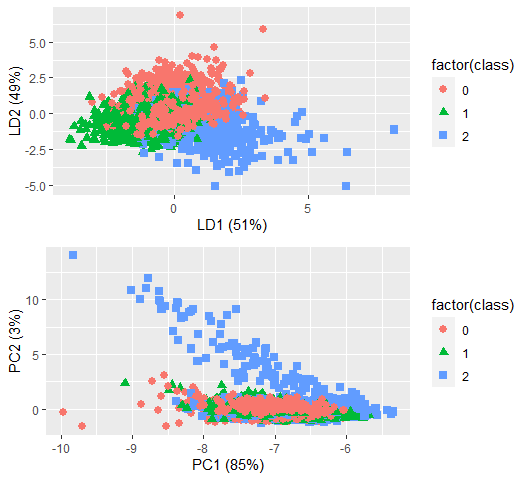 5.0
2.5
0.0
-2.5
-5.0
LD2 (49%)
0 5
LD1 (51%)
factor(class)
0
1
2
10
5
0
PC2 (3%)
-10 -9 -8 -7 -6
PC1 (85%)
factor(class)
0
1
2